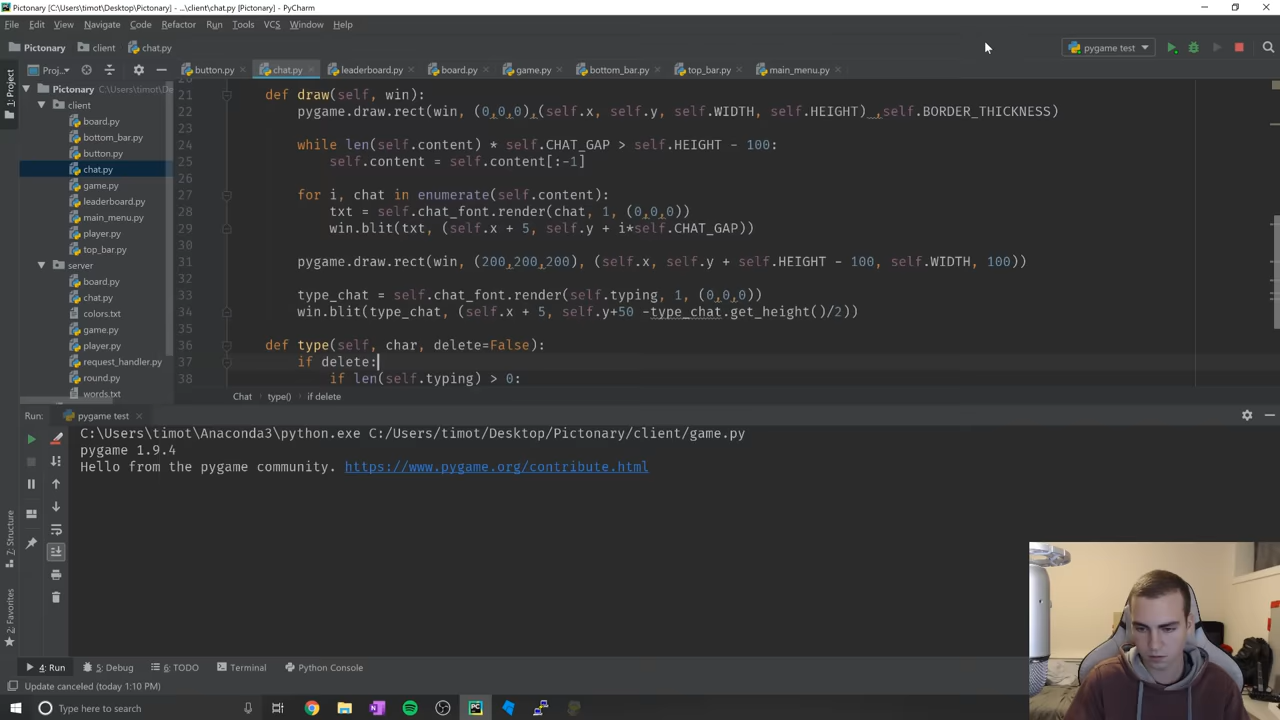 Pictionary [C:\Users\timot\Desktop\Pictonary] - ...\client\chat.py [Pictonary] - PyCharm
File Edit View Navigate Code Refactor Run Tools VCS Window Help
Pictonary client chat.py pygame test
1: Project
Proj... button.py chat.py leaderboard.py board.py game.py bottom_bar.py top_bar.py main_menu.py
Pictonary C:\Users\t
client
board.py
bottom_bar.py
button.py
chat.py
game.py
leaderboard.py
main_menu.py
player.py
top_bar.py
server
board.py
chat.py
colors.txt
game.py
player.py
request_handler.py
round.py
words.txt
21 def draw(self, win):
22 pygame.draw.rect(win, (0,0,0),(self.x, self.y, self.WIDTH, self.HEIGHT) ,self.BORDER_THICKNESS)
23
24 while len(self.content) * self.CHAT_GAP > self.HEIGHT - 100:
25 self.content = self.content[:-1]
26
27 for i, chat in enumerate(self.content):
28 txt = self.chat_font.render(chat, 1, (0,0,0))
29 win.blit(txt, (self.x + 5, self.y + i*self.CHAT_GAP))
30
31 pygame.draw.rect(win, (200,200,200), (self.x, self.y + self.HEIGHT - 100, self.WIDTH, 100))
32
33 type_chat = self.chat_font.render(self.typing, 1, (0,0,0))
34 win.blit(type_chat, (self.x + 5, self.y+50 -type_chat.get_height()/2))
35
36 def type(self, char, delete=False):
37 if delete:
38 if len(self.typing) > 0:
Chat type() if delete
Run: pygame test
C:\Users\timot\Anaconda3\python.exe C:/Users/timot/Desktop/Pictonary/client/game.py
pygame 1.9.4
Hello from the pygame community. https://www.pygame.org/contribute.html
7: Structure
2: Favorites
4: Run 5: Debug 6: TODO Terminal Python Console
Update canceled (today 1:10 PM)
Type here to search